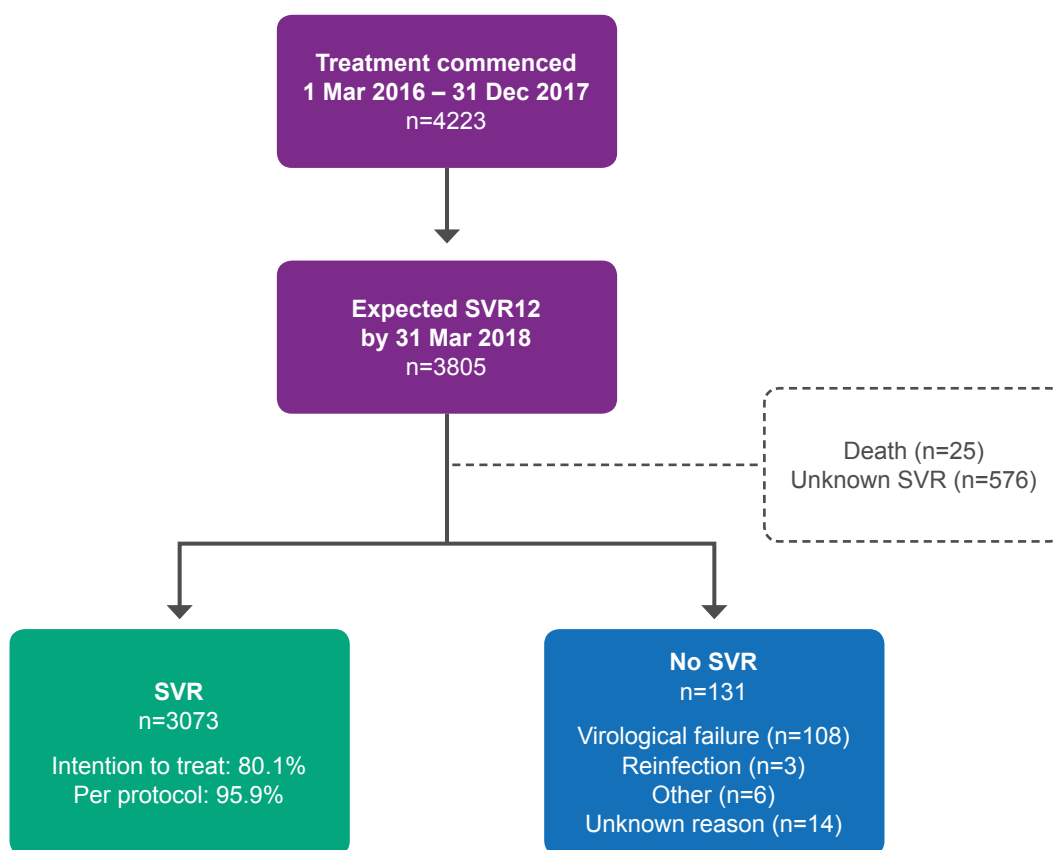 Treatment commenced
1 Mar 2016 – 31 Dec 2017
n=4223
Expected SVR12
by 31 Mar 2018
n=3805
Death (n=25)
Unknown SVR (n=576)
SVR
n=3073
Intention to treat: 80.1%
Per protocol: 95.9%
No SVR
n=131
Virological failure (n=108)
Reinfection (n=3)
Other (n=6)
Unknown reason (n=14)